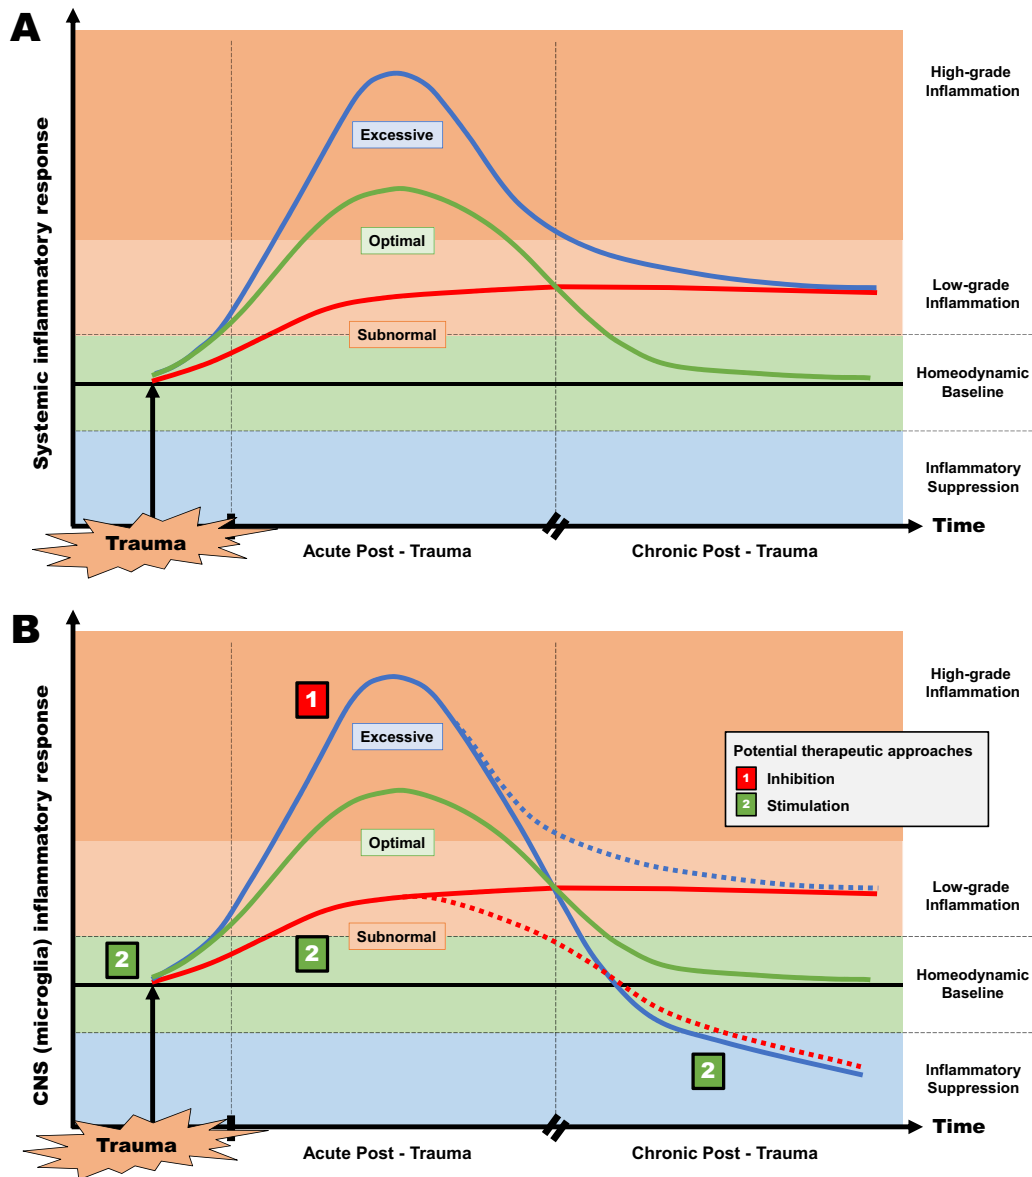 A
Systemic inflammatory response
High-grade
Inflammation
Excessive
Optimal
Low-grade
Inflammation
Subnormal
Homeodynamic
Baseline
Inflammatory
Suppression
Trauma
Time
Acute Post - Trauma
Chronic Post - Trauma
B
CNS (microglia) inflammatory response
High-grade
Inflammation
1
Excessive
Potential therapeutic approaches
1 Inhibition
2 Stimulation
Optimal
Low-grade
Inflammation
Subnormal
2
2
Homeodynamic
Baseline
2
Inflammatory
Suppression
Trauma
Time
Acute Post - Trauma
Chronic Post - Trauma